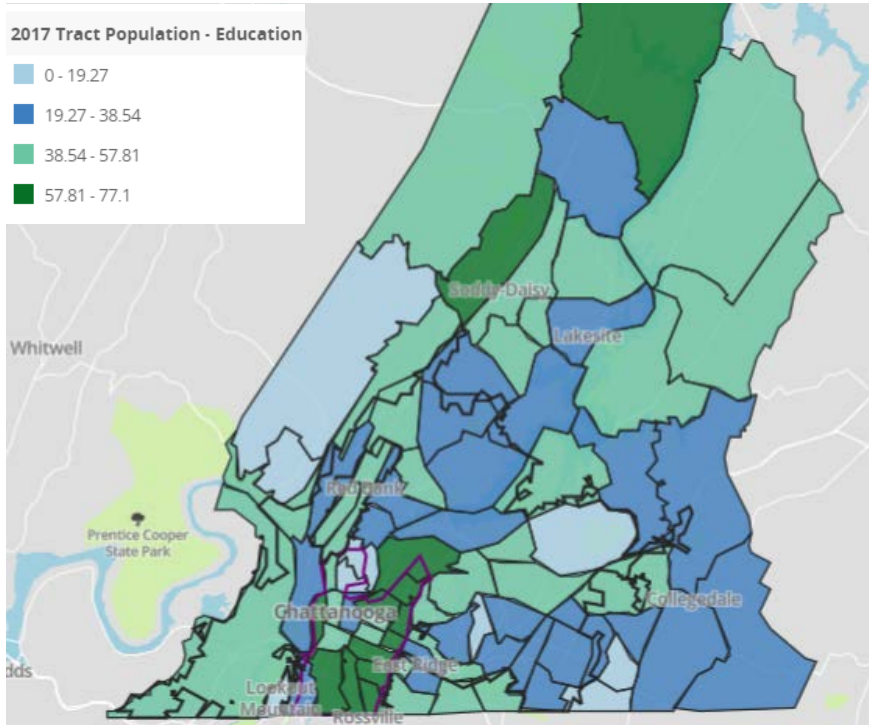 2017 Tract Population - Education
0 - 19.27
19.27 - 38.54
38.54 - 57.81
57.81 - 77.1
Soddy-Daisy
Lakesite
Whitwell
Red Bank
Prentice Cooper
State Park
Chattanooga
Collegedale
East Ridge
dds
Lookout
Mountain
Rossville